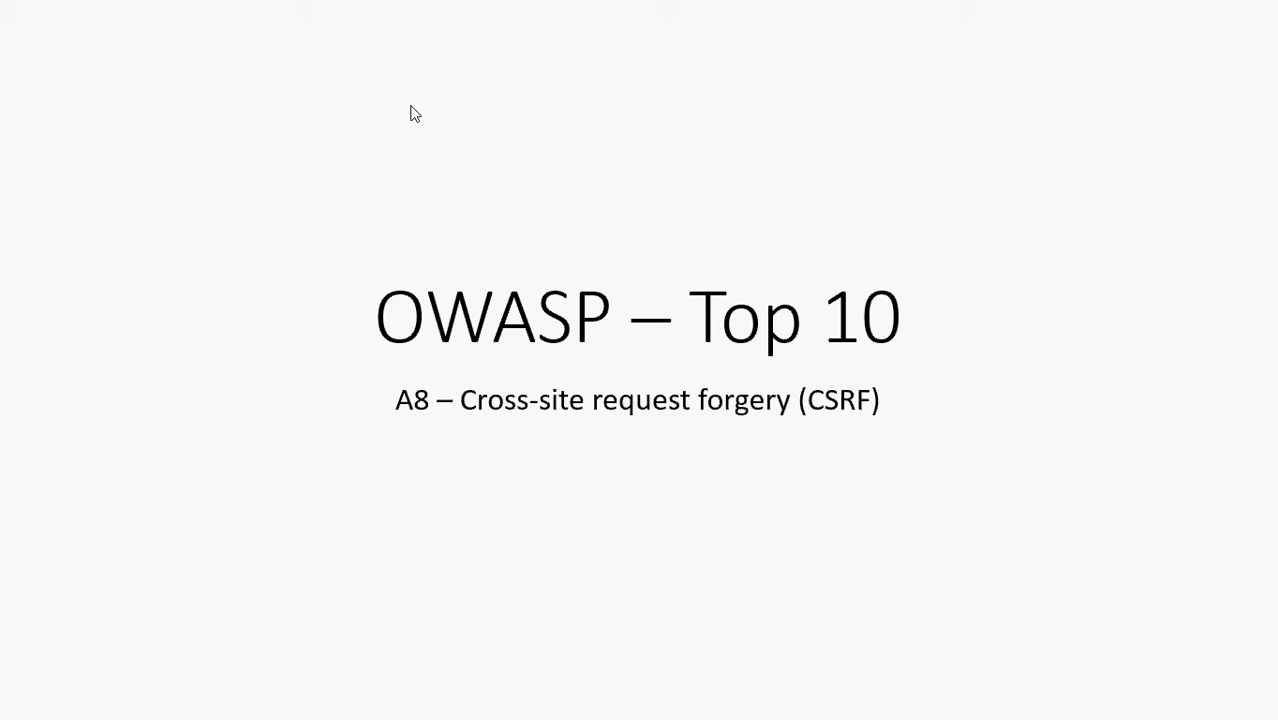 OWASP – Top 10
A8 – Cross-site request forgery (CSRF)